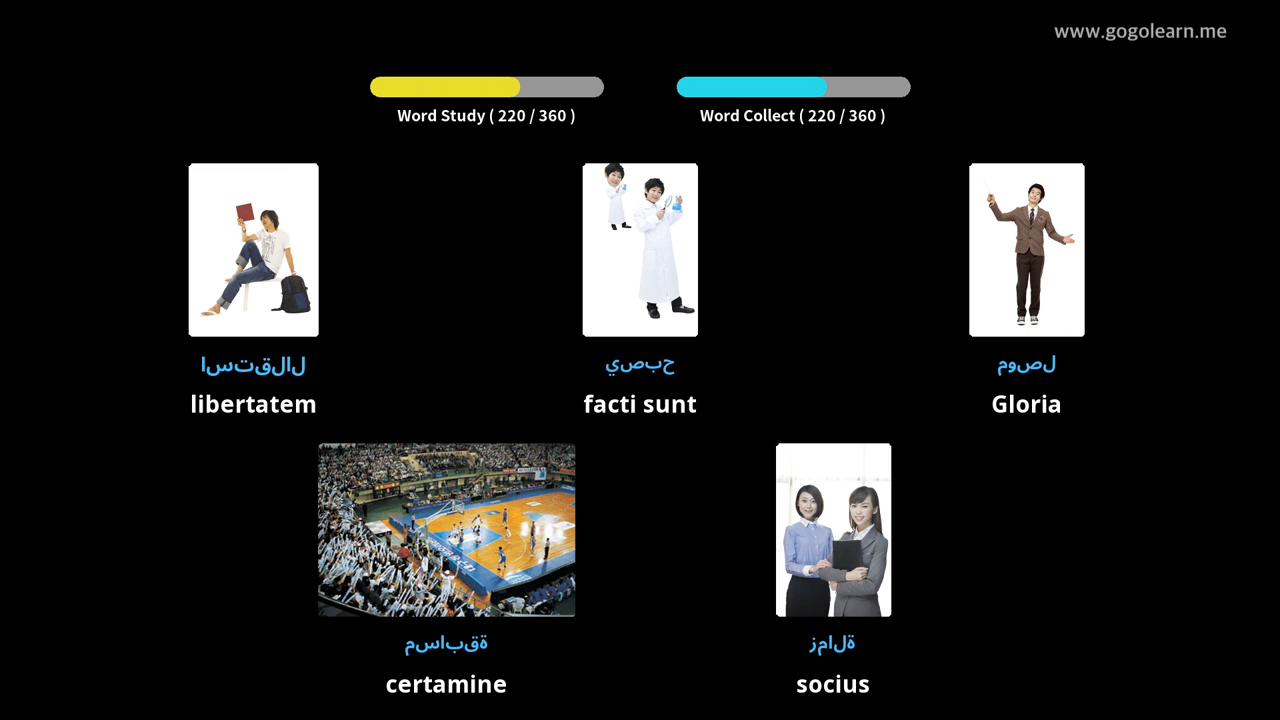 www.gogolearn.me
Word Study ( 220 / 360 )
Word Collect ( 220 / 360 )
استقلال
libertatem
يصبح
facti sunt
موصل
Gloria
مسابقة
certamine
زمالة
socius